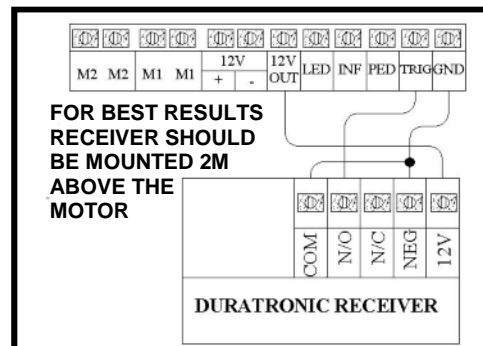 M2 M2 M1 M1 12V + - 12V OUT LED INF PED TRIG GND
FOR BEST RESULTS
RECEIVER SHOULD
BE MOUNTED 2M
ABOVE THE
MOTOR
COM N/O N/C NEG 12V
DURATRONIC RECEIVER